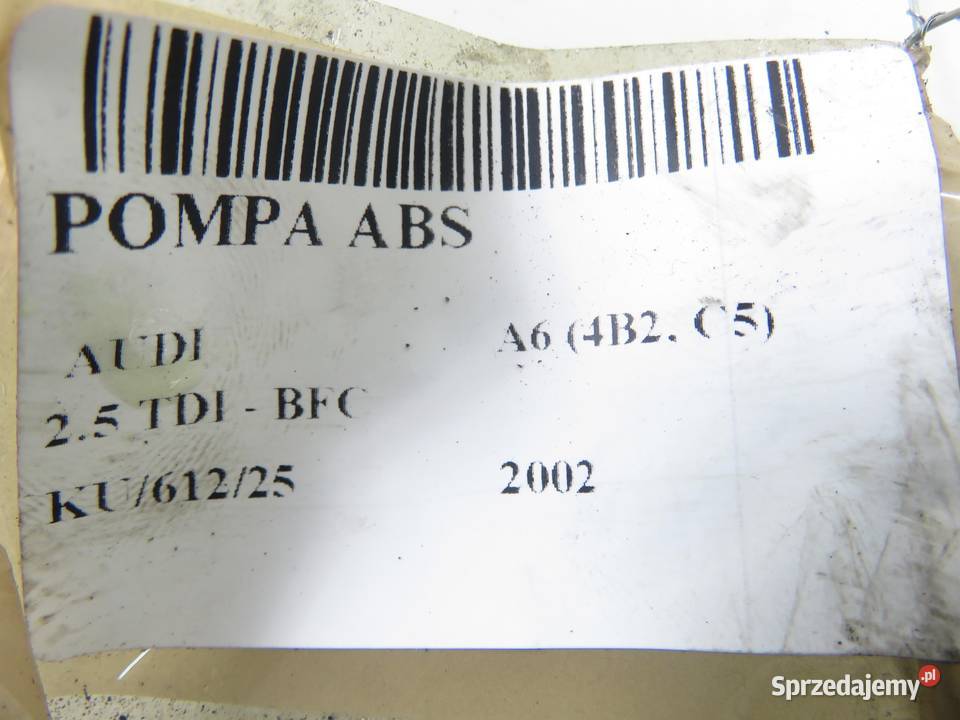 POMPA ABS
AUDI A6 (4B2, C5)
2.5 TDI - BFC
KU/612/25 2002
Sprzedajemy.pl